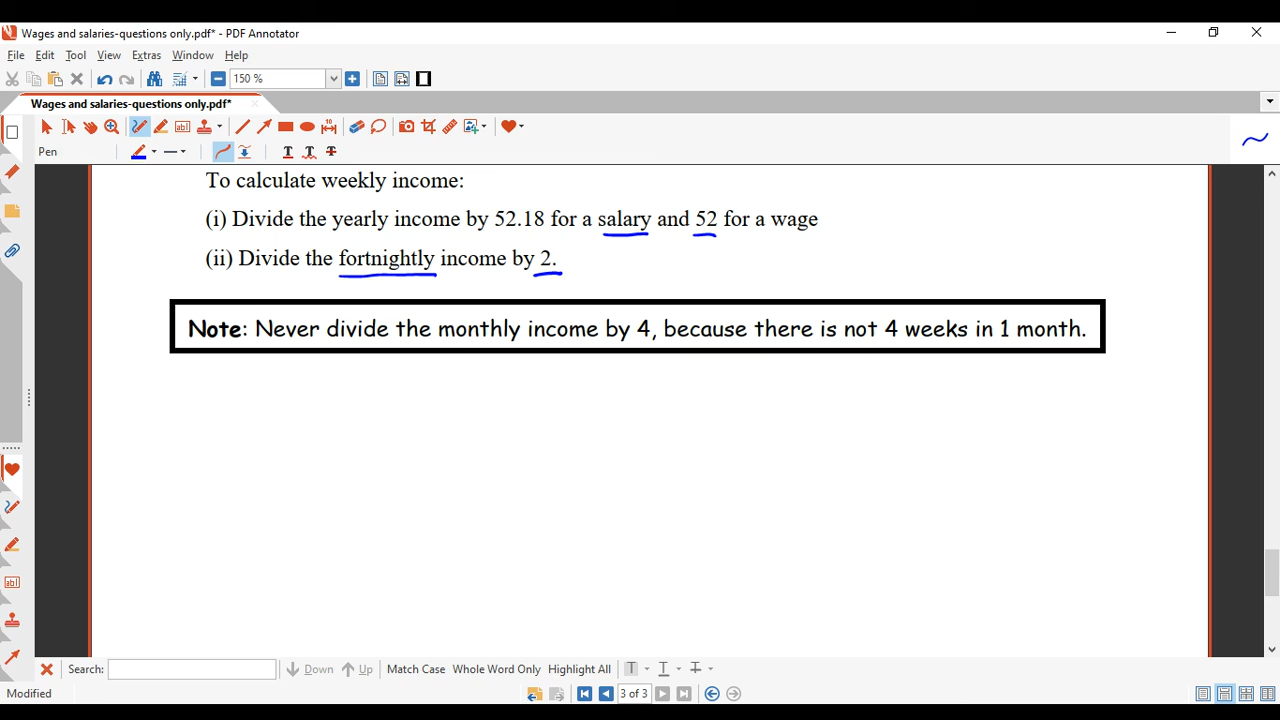 Wages and salaries-questions only.pdf* - PDF Annotator
File Edit Tool View Extras Window Help
150 %
Wages and salaries-questions only.pdf*
Pen
To calculate weekly income:
(i) Divide the yearly income by 52.18 for a salary and 52 for a wage
(ii) Divide the fortnightly income by 2.
Note: Never divide the monthly income by 4, because there is not 4 weeks in 1 month.
Search: Down Up Match Case Whole Word Only Highlight All
Modified 3 of 3